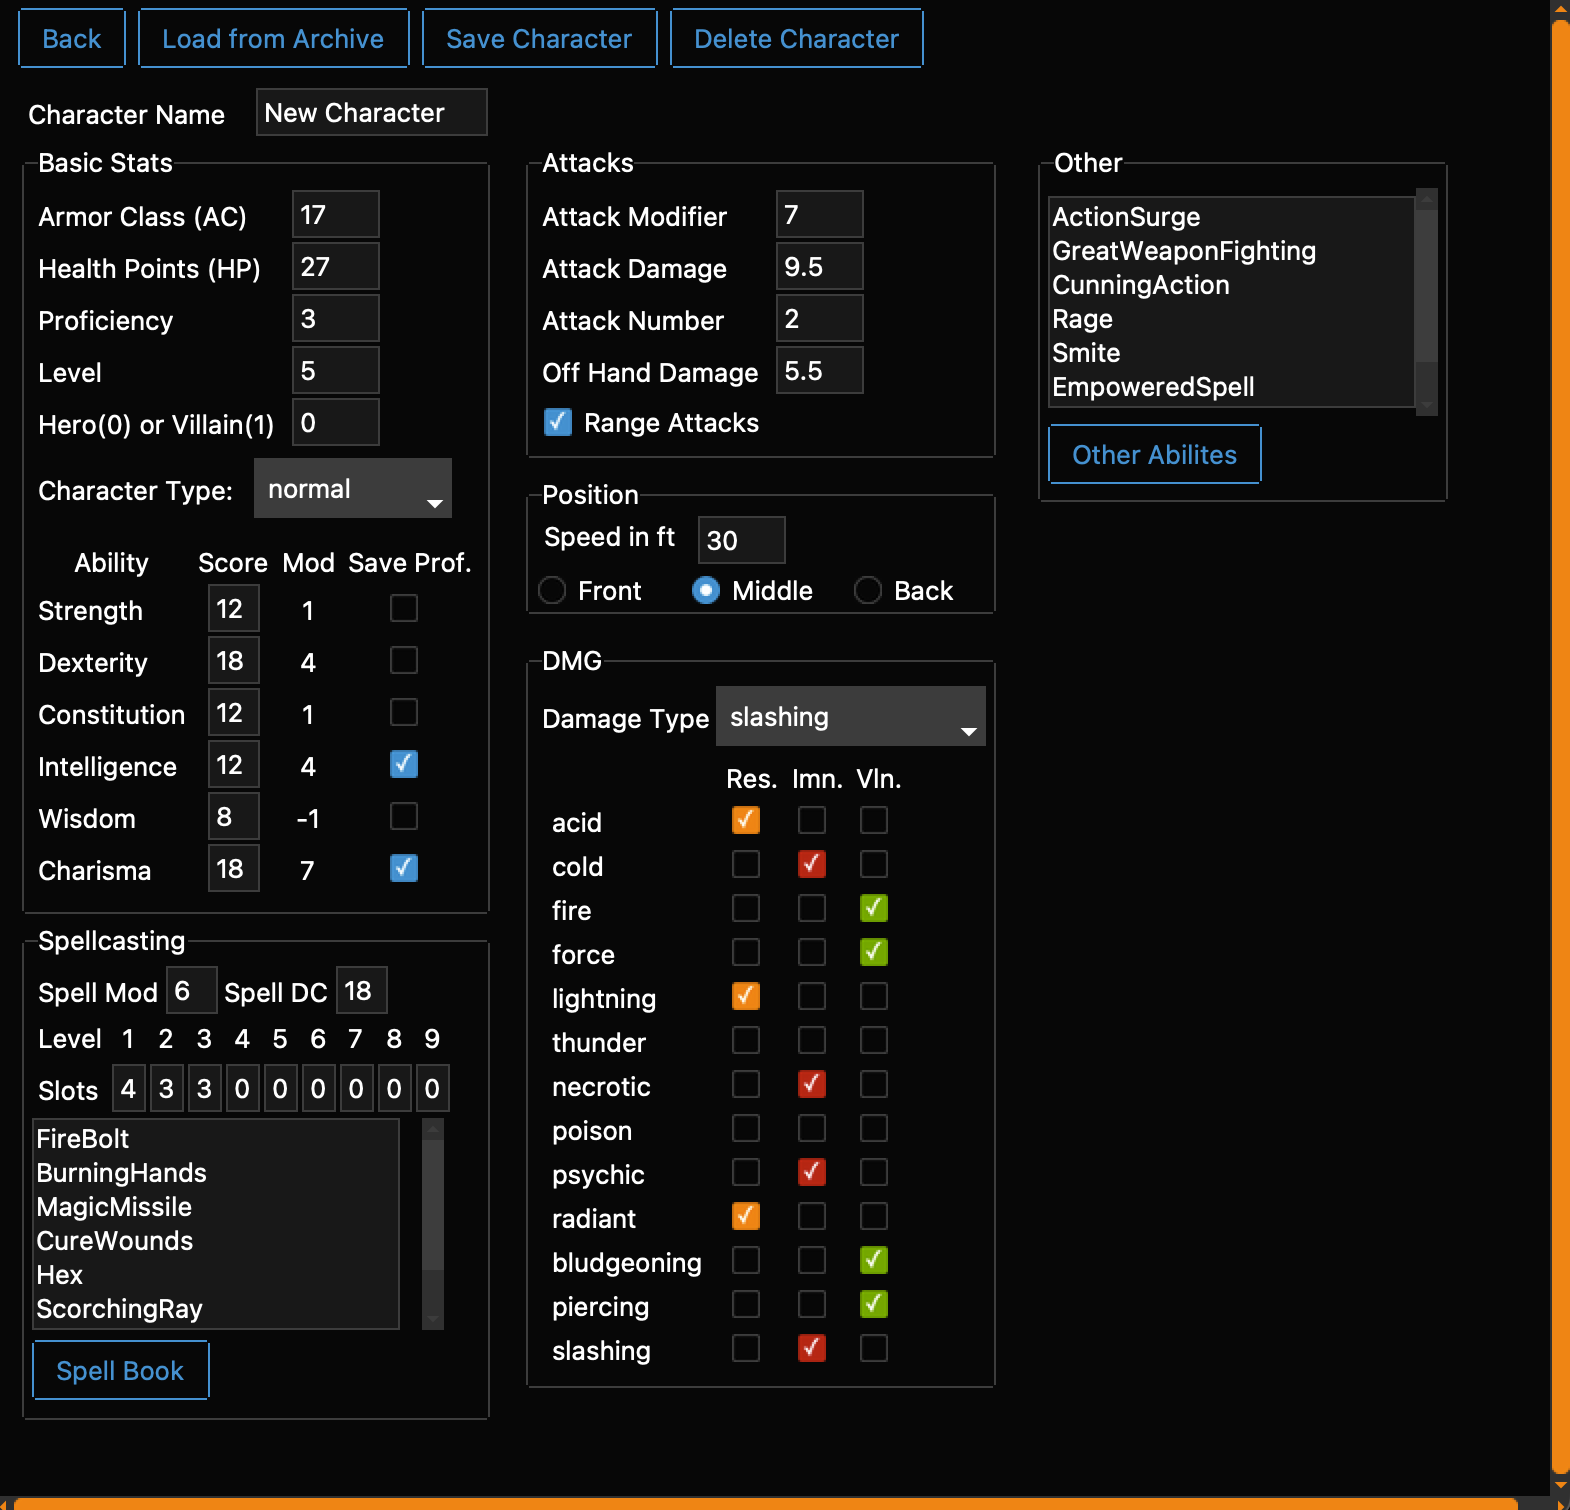 Back Load from Archive Save Character Delete Character
Character Name New Character
Basic Stats
Armor Class (AC) 17
Health Points (HP) 27
Proficiency 3
Level 5
Hero(0) or Villain(1) 0
Character Type: normal
Ability Score Mod Save Prof.
Strength 12 1
Dexterity 18 4
Constitution 12 1
Intelligence 12 4
Wisdom 8 -1
Charisma 18 7
Spellcasting
Spell Mod 6 Spell DC 18
Level 1 2 3 4 5 6 7 8 9
Slots 4 3 3 0 0 0 0 0 0
FireBolt
BurningHands
MagicMissile
CureWounds
Hex
ScorchingRay
Spell Book
Attacks
Attack Modifier 7
Attack Damage 9.5
Attack Number 2
Off Hand Damage 5.5
Range Attacks
Position
Speed in ft 30
Front Middle Back
DMG
Damage Type slashing
Res. Imn. Vln.
acid
cold
fire
force
lightning
thunder
necrotic
poison
psychic
radiant
bludgeoning
piercing
slashing
Other
ActionSurge
GreatWeaponFighting
CunningAction
Rage
Smite
EmpoweredSpell
Other Abilites